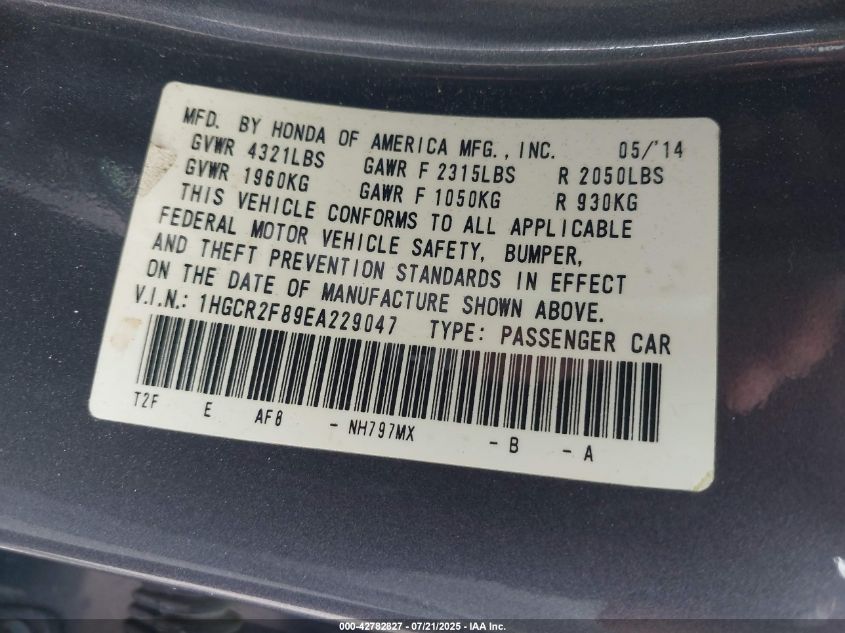 MFD. BY HONDA OF AMERICA MFG., INC. 05/'14
GVWR 4321LBS GAWR F 2315LBS R 2050LBS
GVWR 1960KG GAWR F 1050KG R 930KG
THIS VEHICLE CONFORMS TO ALL APPLICABLE
FEDERAL MOTOR VEHICLE SAFETY, BUMPER,
AND THEFT PREVENTION STANDARDS IN EFFECT
ON THE DATE OF MANUFACTURE SHOWN ABOVE.
V.I.N.: 1HGCR2F89EA229047 TYPE: PASSENGER CAR
T2F E AF8 - NH797MX - B - A
000-42782827 - 07/21/2025 - IAA Inc.